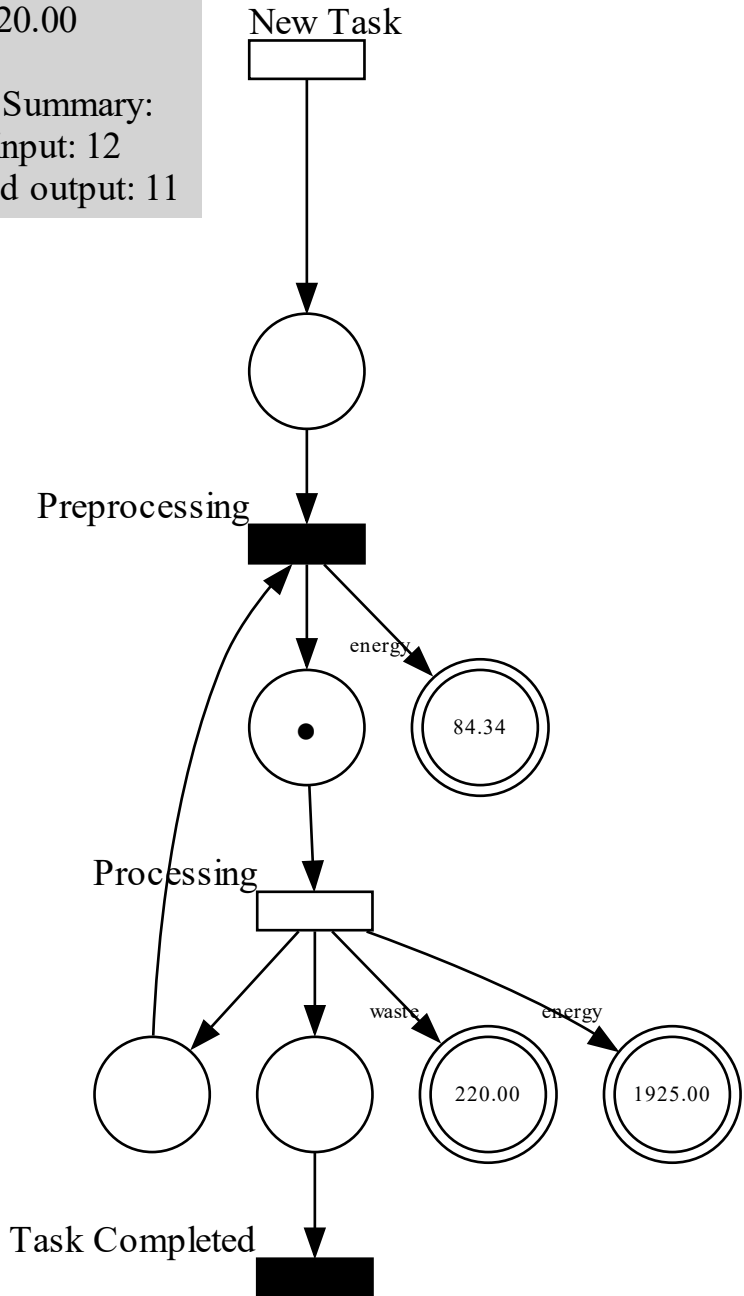 20.00
Summary:
nput: 12
d output: 11
New Task
Preprocessing
energy
84.34
Processing
waste
energy
220.00
1925.00
Task Completed